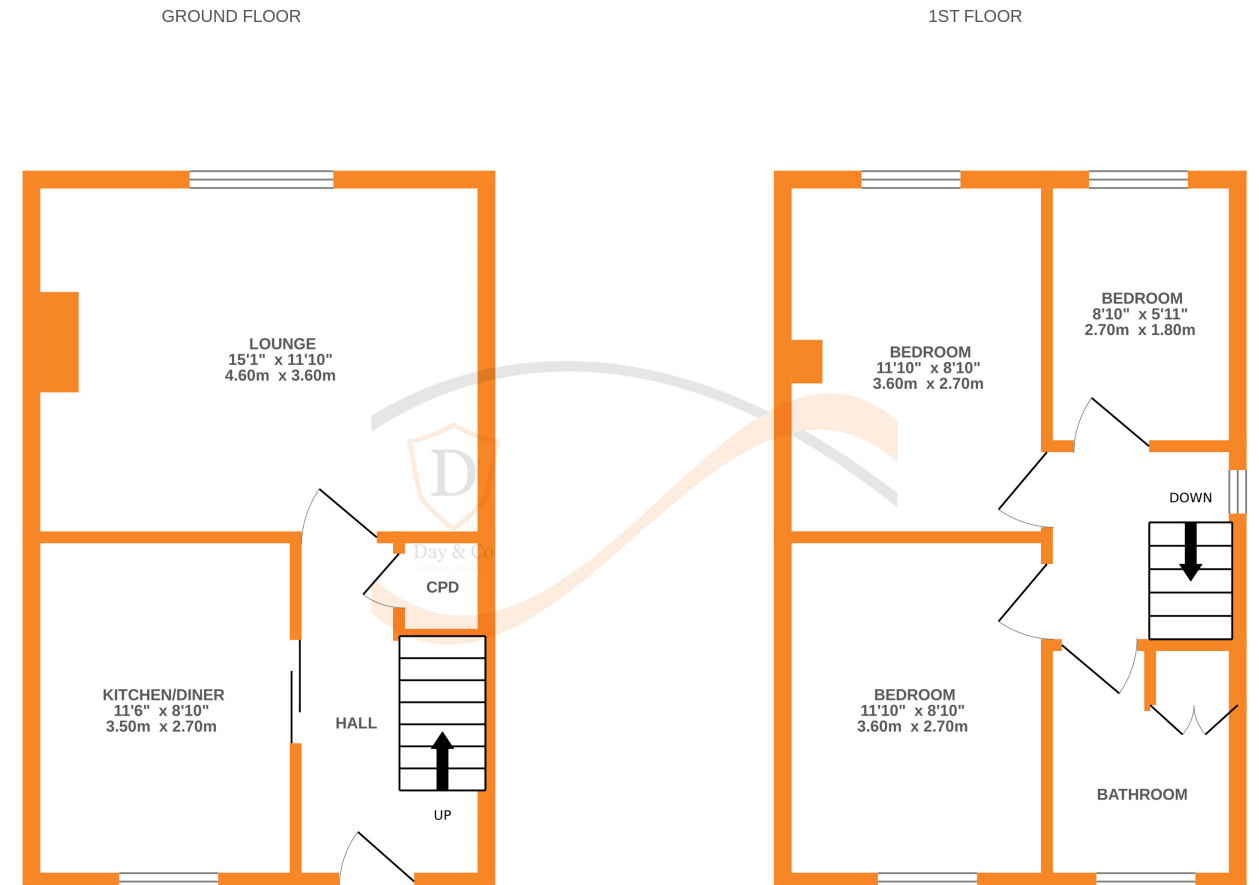 GROUND FLOOR
LOUNGE
15'1" x 11'10"
4.60m x 3.60m
D
Day & Co
CPD
KITCHEN/DINER
11'6" x 8'10"
3.50m x 2.70m
HALL
UP
1ST FLOOR
BEDROOM
8'10" x 5'11"
2.70m x 1.80m
BEDROOM
11'10" x 8'10"
3.60m x 2.70m
DOWN
BEDROOM
11'10" x 8'10"
3.60m x 2.70m
BATHROOM